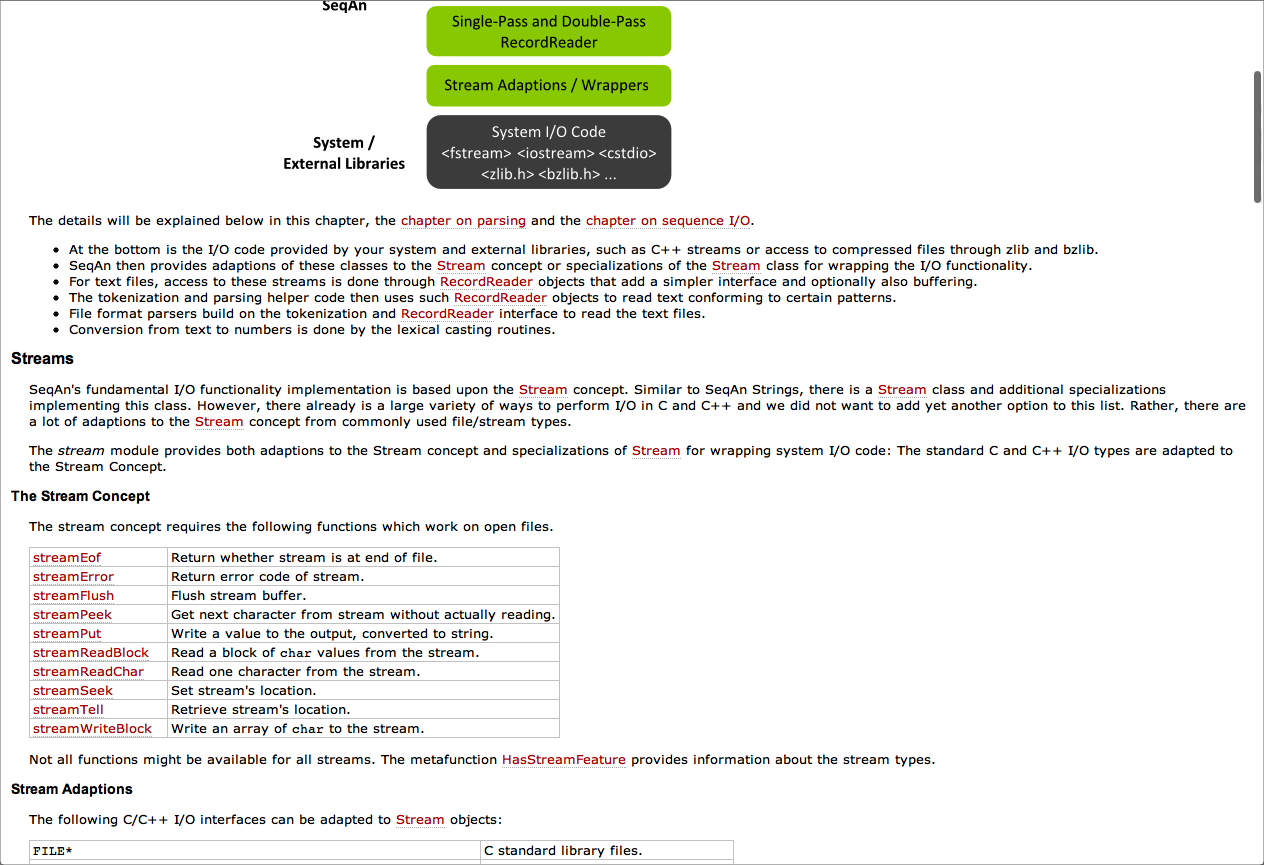 SeqAn
Single-Pass and Double-Pass
RecordReader
Stream Adaptions / Wrappers
System /
External Libraries
System I/O Code
<fstream> <iostream> <cstdio>
<zlib.h> <bzlib.h> ...
The details will be explained below in this chapter, the chapter on parsing and the chapter on sequence I/O.
• At the bottom is the I/O code provided by your system and external libraries, such as C++ streams or access to compressed files through zlib and bzlib.
• SeqAn then provides adaptions of these classes to the Stream concept or specializations of the Stream class for wrapping the I/O functionality.
• For text files, access to these streams is done through RecordReader objects that add a simpler interface and optionally also buffering.
• The tokenization and parsing helper code then uses such RecordReader objects to read text conforming to certain patterns.
• File format parsers build on the tokenization and RecordReader interface to read the text files.
• Conversion from text to numbers is done by the lexical casting routines.
Streams
SeqAn's fundamental I/O functionality implementation is based upon the Stream concept. Similar to SeqAn Strings, there is a Stream class and additional specializations
implementing this class. However, there already is a large variety of ways to perform I/O in C and C++ and we did not want to add yet another option to this list. Rather, there are
a lot of adaptions to the Stream concept from commonly used file/stream types.
The stream module provides both adaptions to the Stream concept and specializations of Stream for wrapping system I/O code: The standard C and C++ I/O types are adapted to
the Stream Concept.
The Stream Concept
The stream concept requires the following functions which work on open files.
streamEof Return whether stream is at end of file.
streamError Return error code of stream.
streamFlush Flush stream buffer.
streamPeek Get next character from stream without actually reading.
streamPut Write a value to the output, converted to string.
streamReadBlock Read a block of char values from the stream.
streamReadChar Read one character from the stream.
streamSeek Set stream's location.
streamTell Retrieve stream's location.
streamWriteBlock Write an array of char to the stream.
Not all functions might be available for all streams. The metafunction HasStreamFeature provides information about the stream types.
Stream Adaptions
The following C/C++ I/O interfaces can be adapted to Stream objects:
FILE* C standard library files.